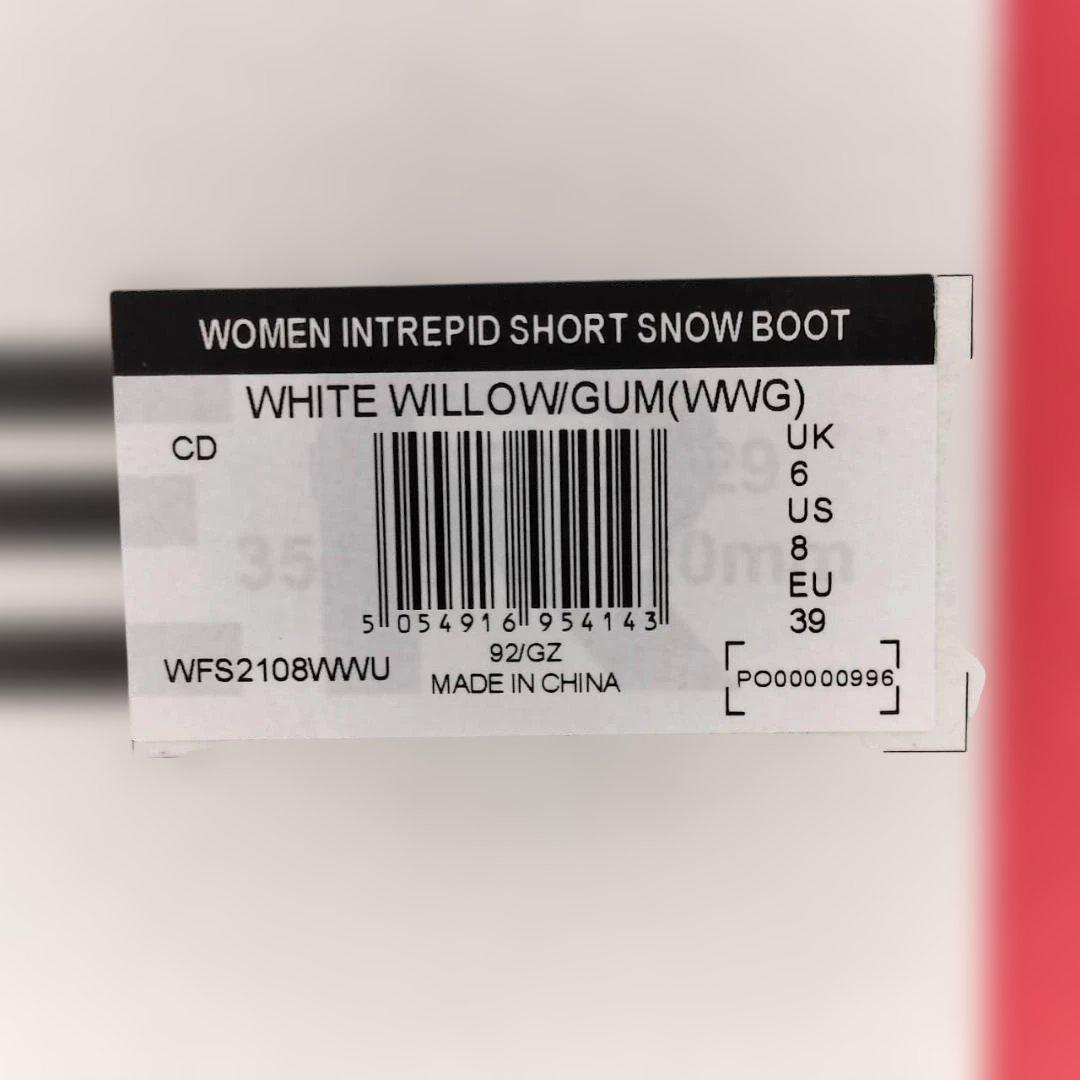 WOMEN INTREPID SHORT SNOW BOOT
WHITE WILLOW/GUM(WWG)
CD
UK
6
US
8
EU
39
5 054916 954143
92/GZ
MADE IN CHINA
WFS2108WWU
PO00000996